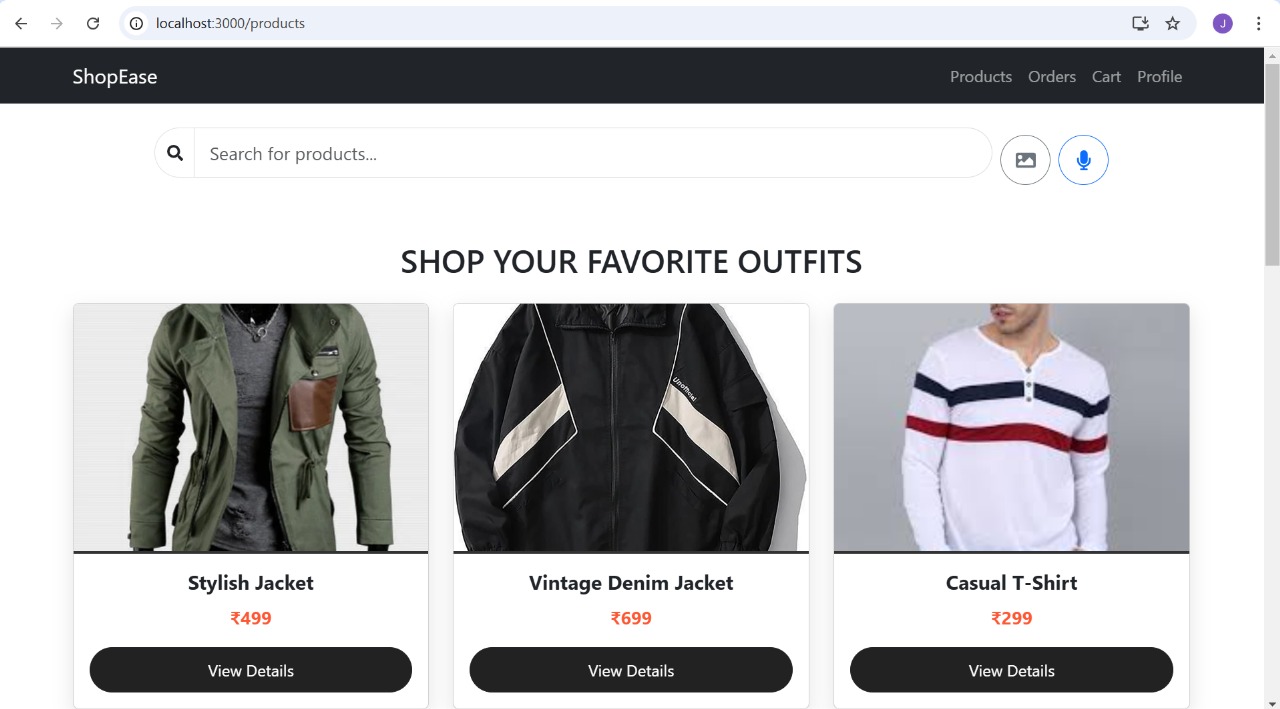 localhost:3000/products
J
ShopEase
Products Orders Cart Profile
Search for products...
SHOP YOUR FAVORITE OUTFITS
Unofficial
Stylish Jacket
₹499
View Details
Vintage Denim Jacket
₹699
View Details
Casual T-Shirt
₹299
View Details